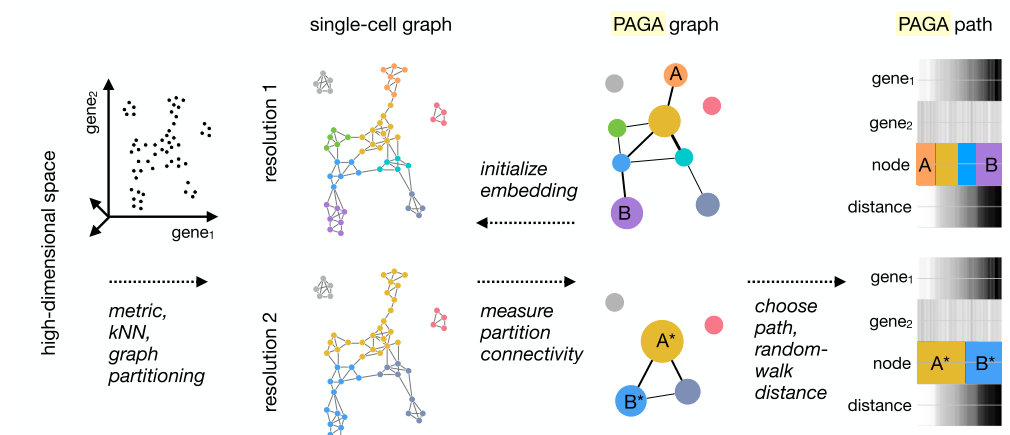 single-cell graph
PAGA graph
PAGA path
high-dimensional space
gene2
gene1
metric,
kNN,
graph
partitioning
resolution 1
resolution 2
initialize
embedding
measure
partition
connectivity
A
B
A*
B*
choose
path,
random-
walk
distance
gene1
gene2
node
A
B
distance
gene1
gene2
node
A*
B*
distance